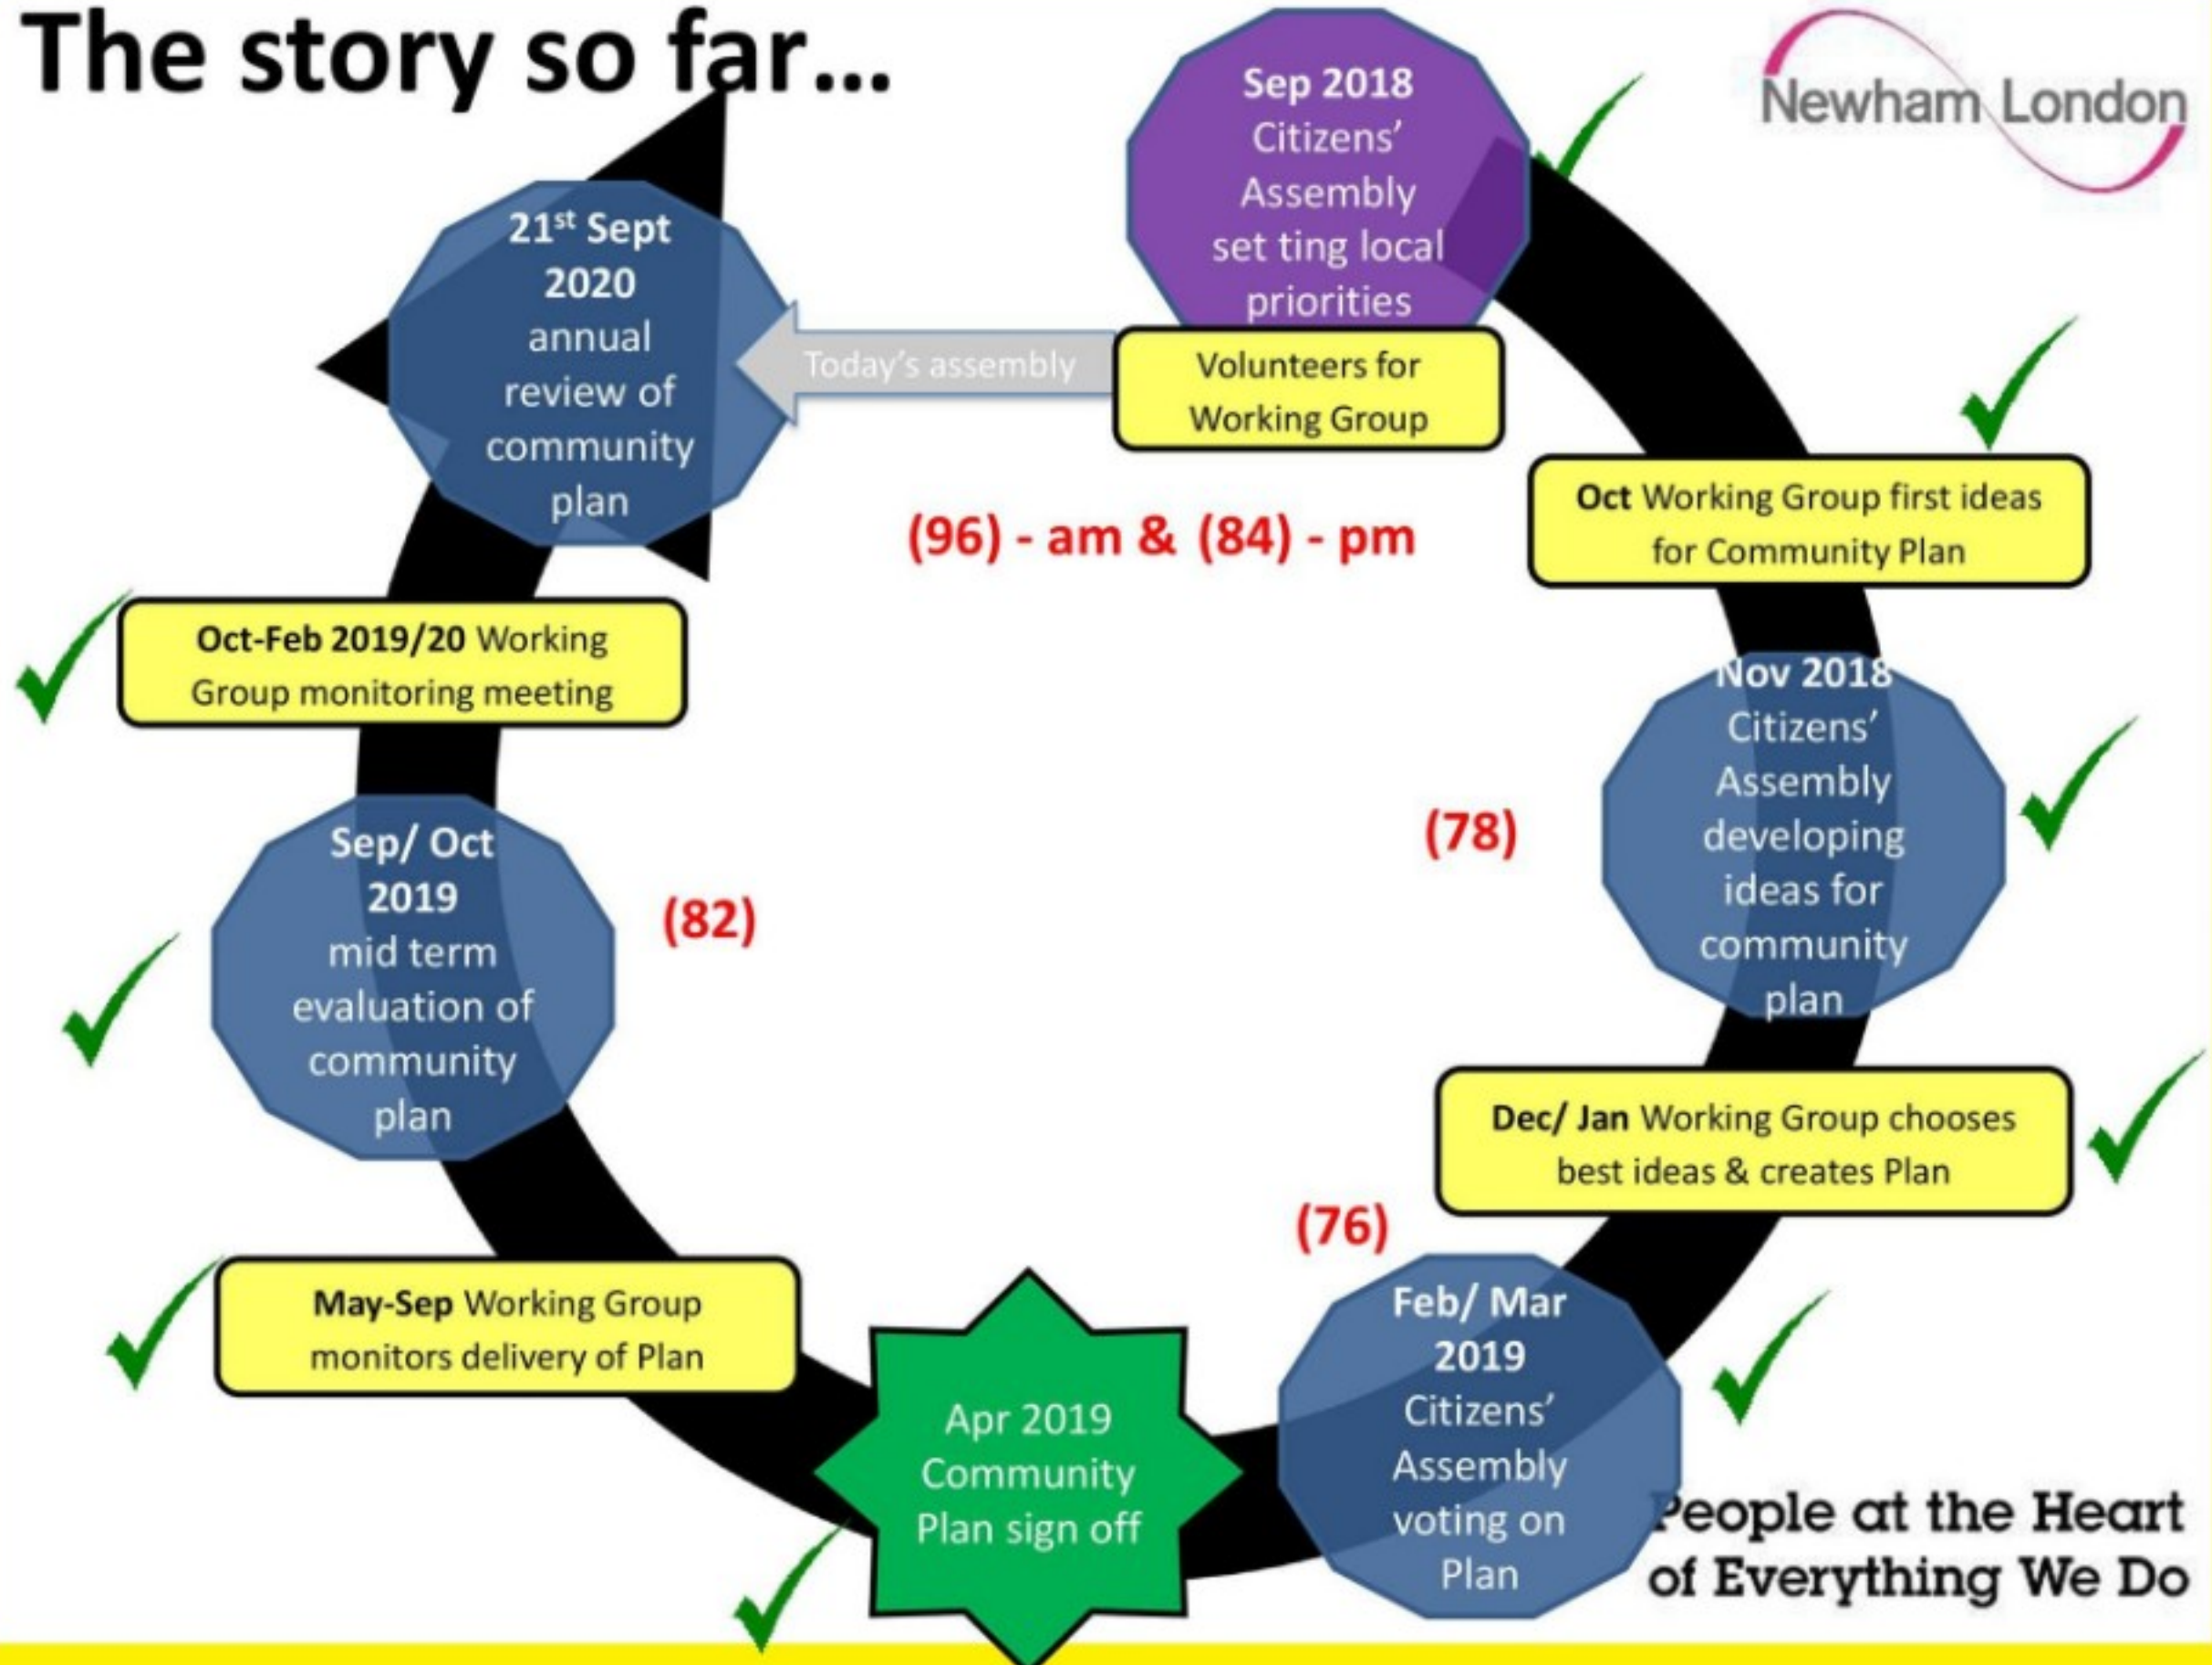 The story so far...
Newham London
Sep 2018
Citizens'
Assembly
set ting local
priorities
Volunteers for
Working Group
(96) - am & (84) - pm
Oct Working Group first ideas
for Community Plan
Nov 2018
Citizens'
Assembly
developing
ideas for
community
plan
(78)
Dec/ Jan Working Group chooses
best ideas & creates Plan
(76)
Feb/ Mar
2019
Citizens'
Assembly
voting on
Plan
Apr 2019
Community
Plan sign off
May-Sep Working Group
monitors delivery of Plan
Sep/ Oct
2019
mid term
evaluation of
community
plan
(82)
Oct-Feb 2019/20 Working
Group monitoring meeting
21st Sept
2020
annual
review of
community
plan
Today's assembly
People at the Heart
of Everything We Do